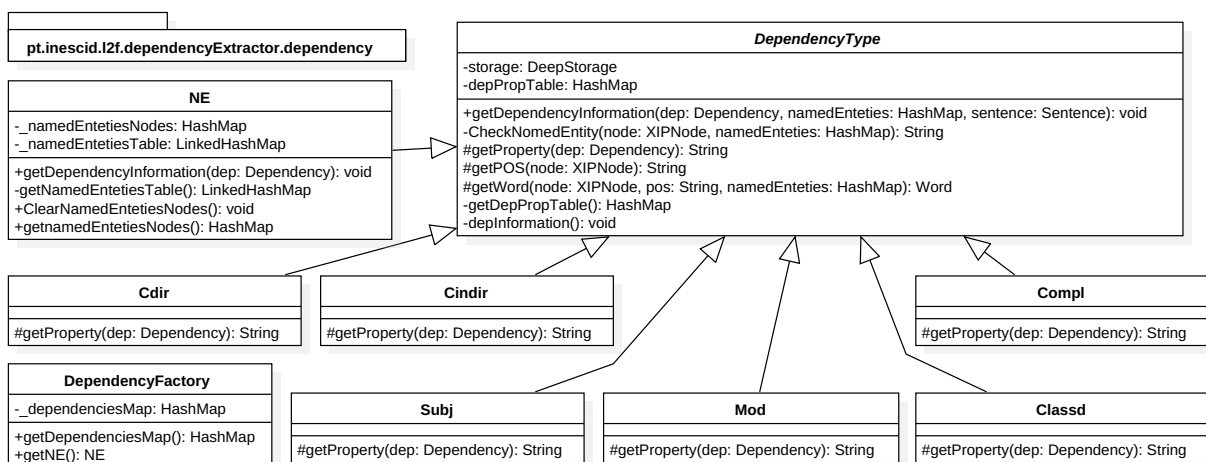 pt.inescid.l2f.dependencyExtractor.dependency
DependencyType
-storage: DeepStorage
-depPropTable: HashMap
+getDependencyInformation(dep: Dependency, namedEnteties: HashMap, sentence: Sentence): void
-CheckNomedEntity(node: XIPNode, namedEnteties: HashMap): String
#getProperty(dep: Dependency): String
#getPOS(node: XIPNode): String
#getWord(node: XIPNode, pos: String, namedEnteties: HashMap): Word
-getDepPropTable(): HashMap
-depInformation(): void
NE
-_namedEntetiesNodes: HashMap
-_namedEntetiesTable: LinkedHashMap
+getDependencyInformation(dep: Dependency): void
-getNamedEntetiesTable(): LinkedHashMap
+ClearNamedEntetiesNodes(): void
+getnamedEntetiesNodes(): HashMap
Cdir
#getProperty(dep: Dependency): String
Cindir
#getProperty(dep: Dependency): String
Compl
#getProperty(dep: Dependency): String
DependencyFactory
-_dependenciesMap: HashMap
+getDependenciesMap(): HashMap
+getNE(): NE
Subj
#getProperty(dep: Dependency): String
Mod
#getProperty(dep: Dependency): String
Classd
#getProperty(dep: Dependency): String